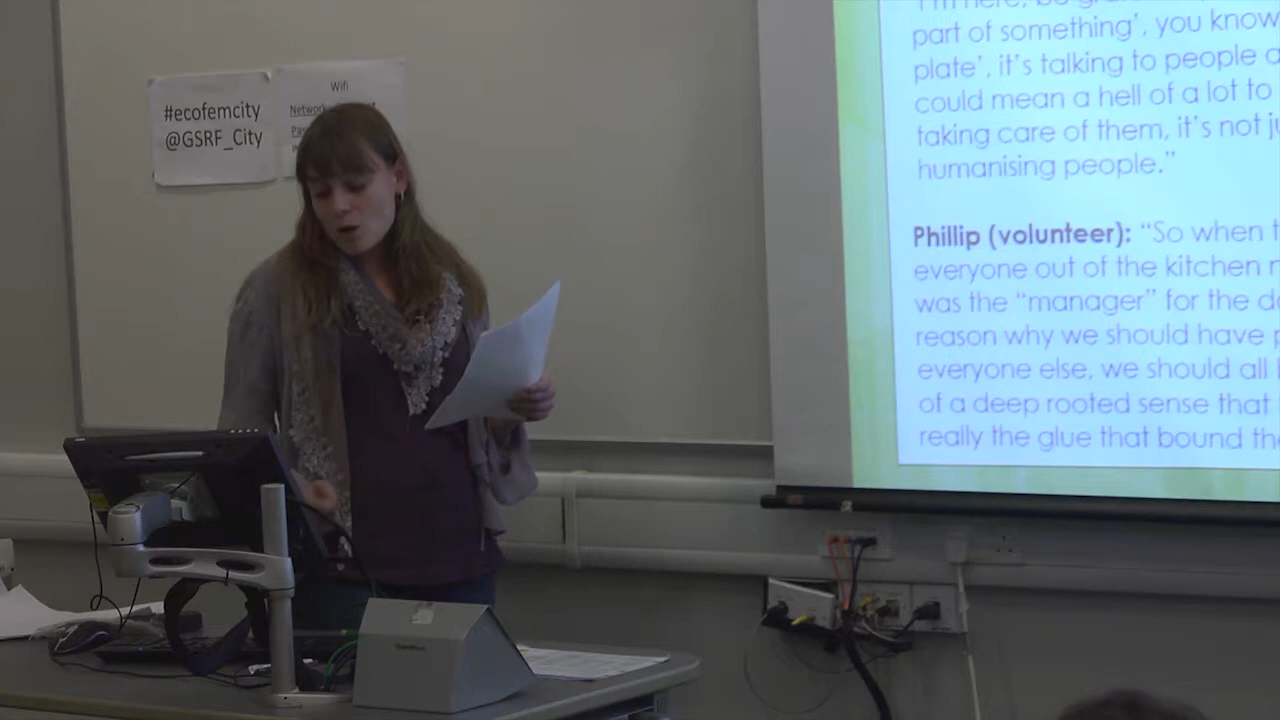 #ecofemcity
@GSRF_City
Wifi
Network
part of something', you know
plate', it's talking to people
could mean a hell of a lot to
taking care of them, it's not
humanising people."
Phillip (volunteer): "So when
everyone out of the kitchen
was the "manager" for the
reason why we should have
everyone else, we should all
of a deep rooted sense that
really the glue that bound